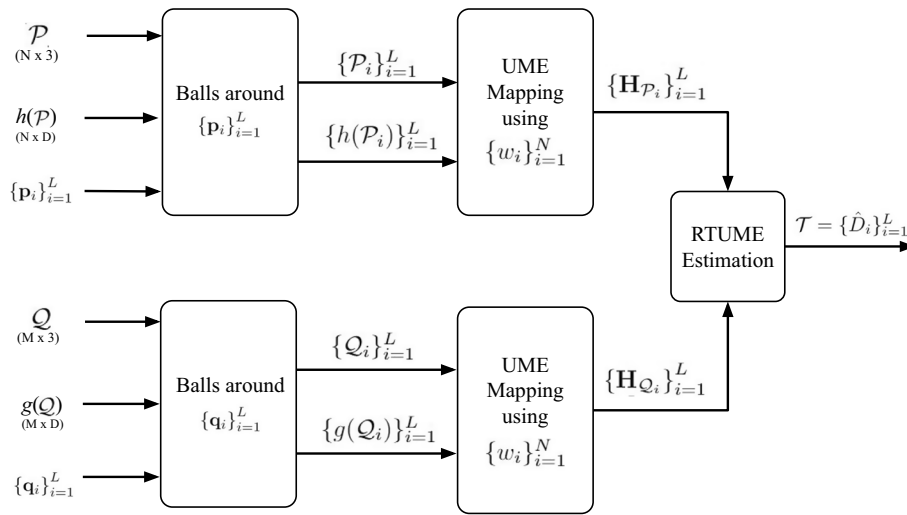 𝒫
(N x 3)
h(𝒫)
(N x D)
{p_i}_{i=1}^L
Balls around
{p_i}_{i=1}^L
{𝒫_i}_{i=1}^L
{h(𝒫_i)}_{i=1}^L
UME
Mapping
using
{w_i}_{i=1}^N
{H_{𝒫_i}}_{i=1}^L
RTUME
Estimation
𝒯 = {D̂_i}_{i=1}^L
𝒬
(M x 3)
g(𝒬)
(M x D)
{q_i}_{i=1}^L
Balls around
{q_i}_{i=1}^L
{𝒬_i}_{i=1}^L
{g(𝒬_i)}_{i=1}^L
UME
Mapping
using
{w_i}_{i=1}^N
{H_{𝒬_i}}_{i=1}^L